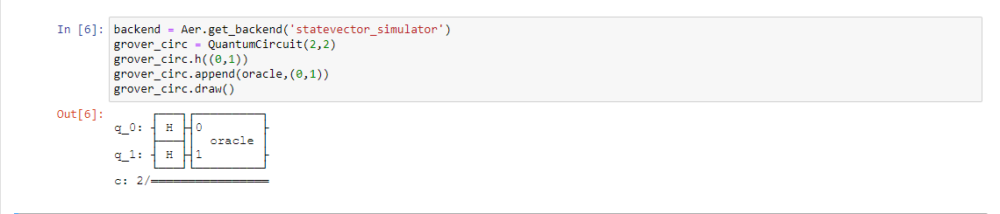 In [6]: backend = Aer.get_backend('statevector_simulator')
grover_circ = QuantumCircuit(2,2)
grover_circ.h((0,1))
grover_circ.append(oracle,(0,1))
grover_circ.draw()
Out[6]:
q_0: H 0
oracle
q_1: H 1
c: 2/